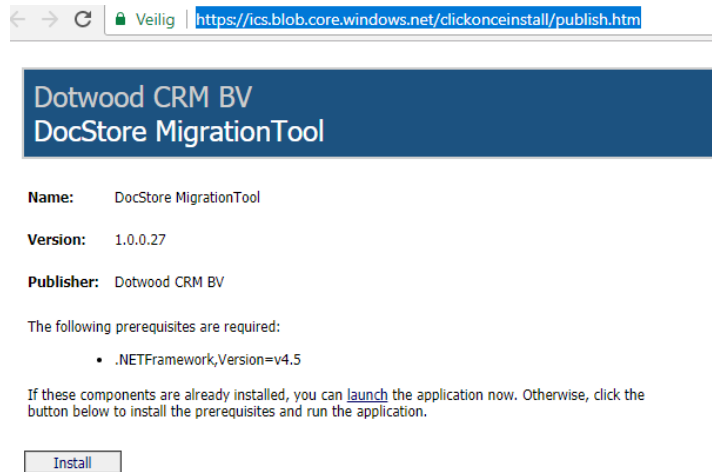 Veilig
https://ics.blob.core.windows.net/clickonceinstall/publish.htm
Dotwood CRM BV
DocStore MigrationTool
Name: DocStore MigrationTool
Version: 1.0.0.27
Publisher: Dotwood CRM BV
The following prerequisites are required:
• .NETFramework,Version=v4.5
If these components are already installed, you can launch the application now. Otherwise, click the
button below to install the prerequisites and run the application.
Install